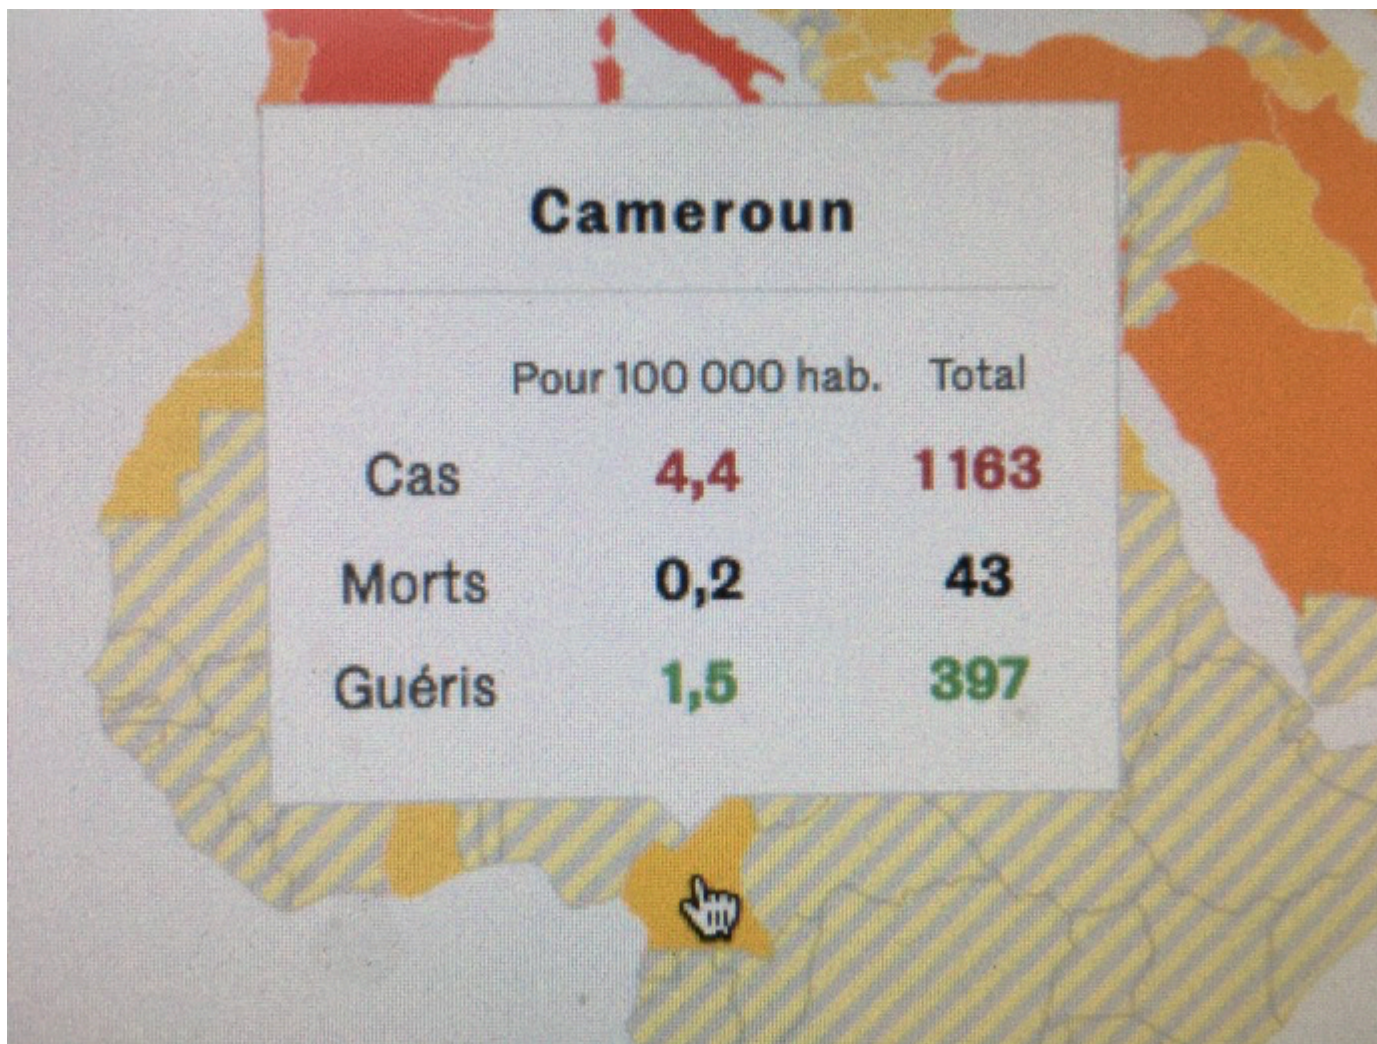 Cameroun
Pour 100 000 hab. Total
Cas 4,4 1163
Morts 0,2 43
Guéris 1,5 397